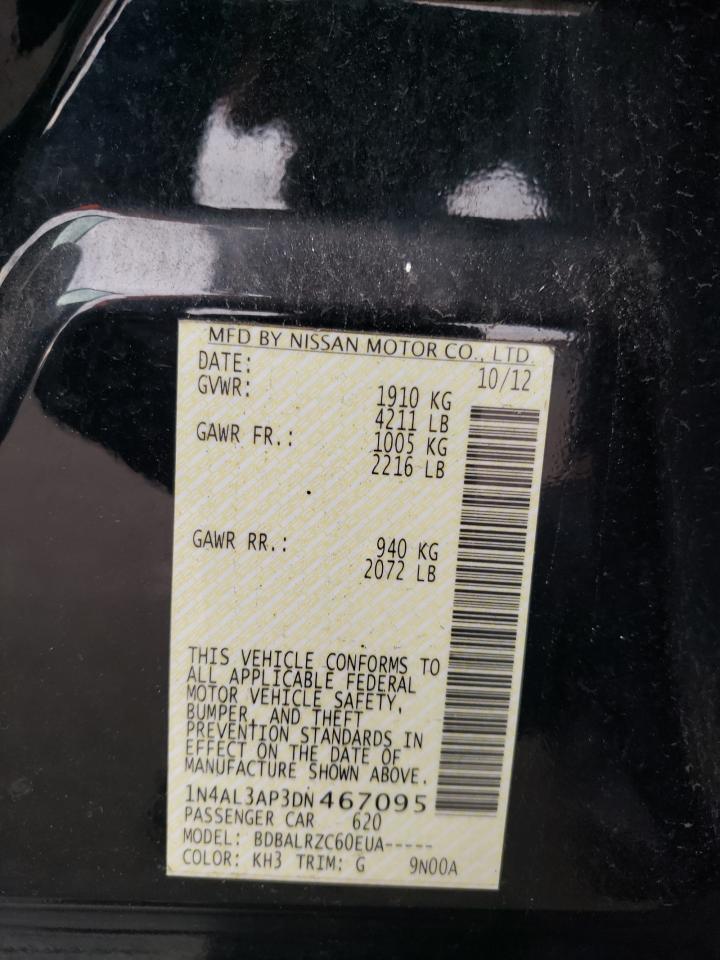 MFD BY NISSAN MOTOR CO., LTD.
DATE: 10/12
GVWR: 1910 KG
4211 LB
GAWR FR.: 1005 KG
2216 LB
GAWR RR.: 940 KG
2072 LB
THIS VEHICLE CONFORMS TO
ALL APPLICABLE FEDERAL
MOTOR VEHICLE SAFETY,
BUMPER, AND THEFT
PREVENTION STANDARDS IN
EFFECT ON THE DATE OF
MANUFACTURE SHOWN ABOVE.
1N4AL3AP3DN467095
PASSENGER CAR 620
MODEL: BDBALRZC60EUA-----
COLOR: KH3 TRIM: G 9N00A